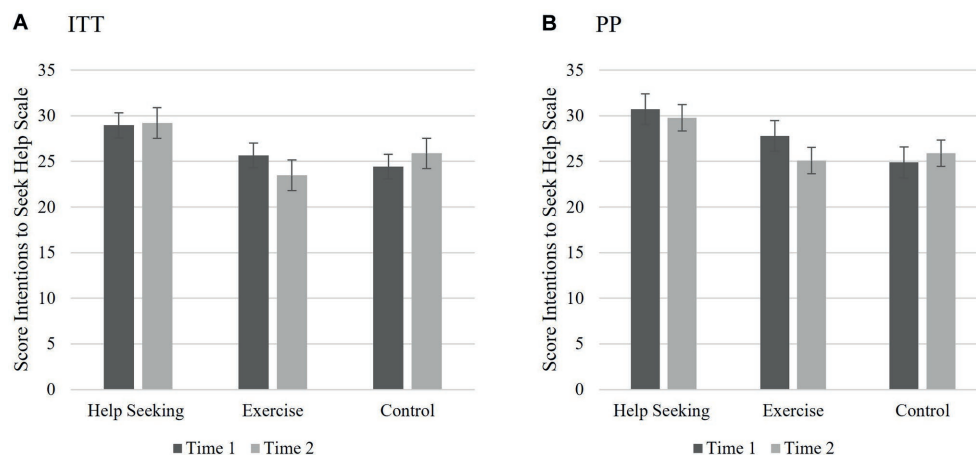 A ITT
Score Intentions to Seek Help Scale
35
30
25
20
15
10
5
0
Help Seeking Exercise Control
Time 1 Time 2
B PP
Score Intentions to Seek Help Scale
35
30
25
20
15
10
5
0
Help Seeking Exercise Control
Time 1 Time 2